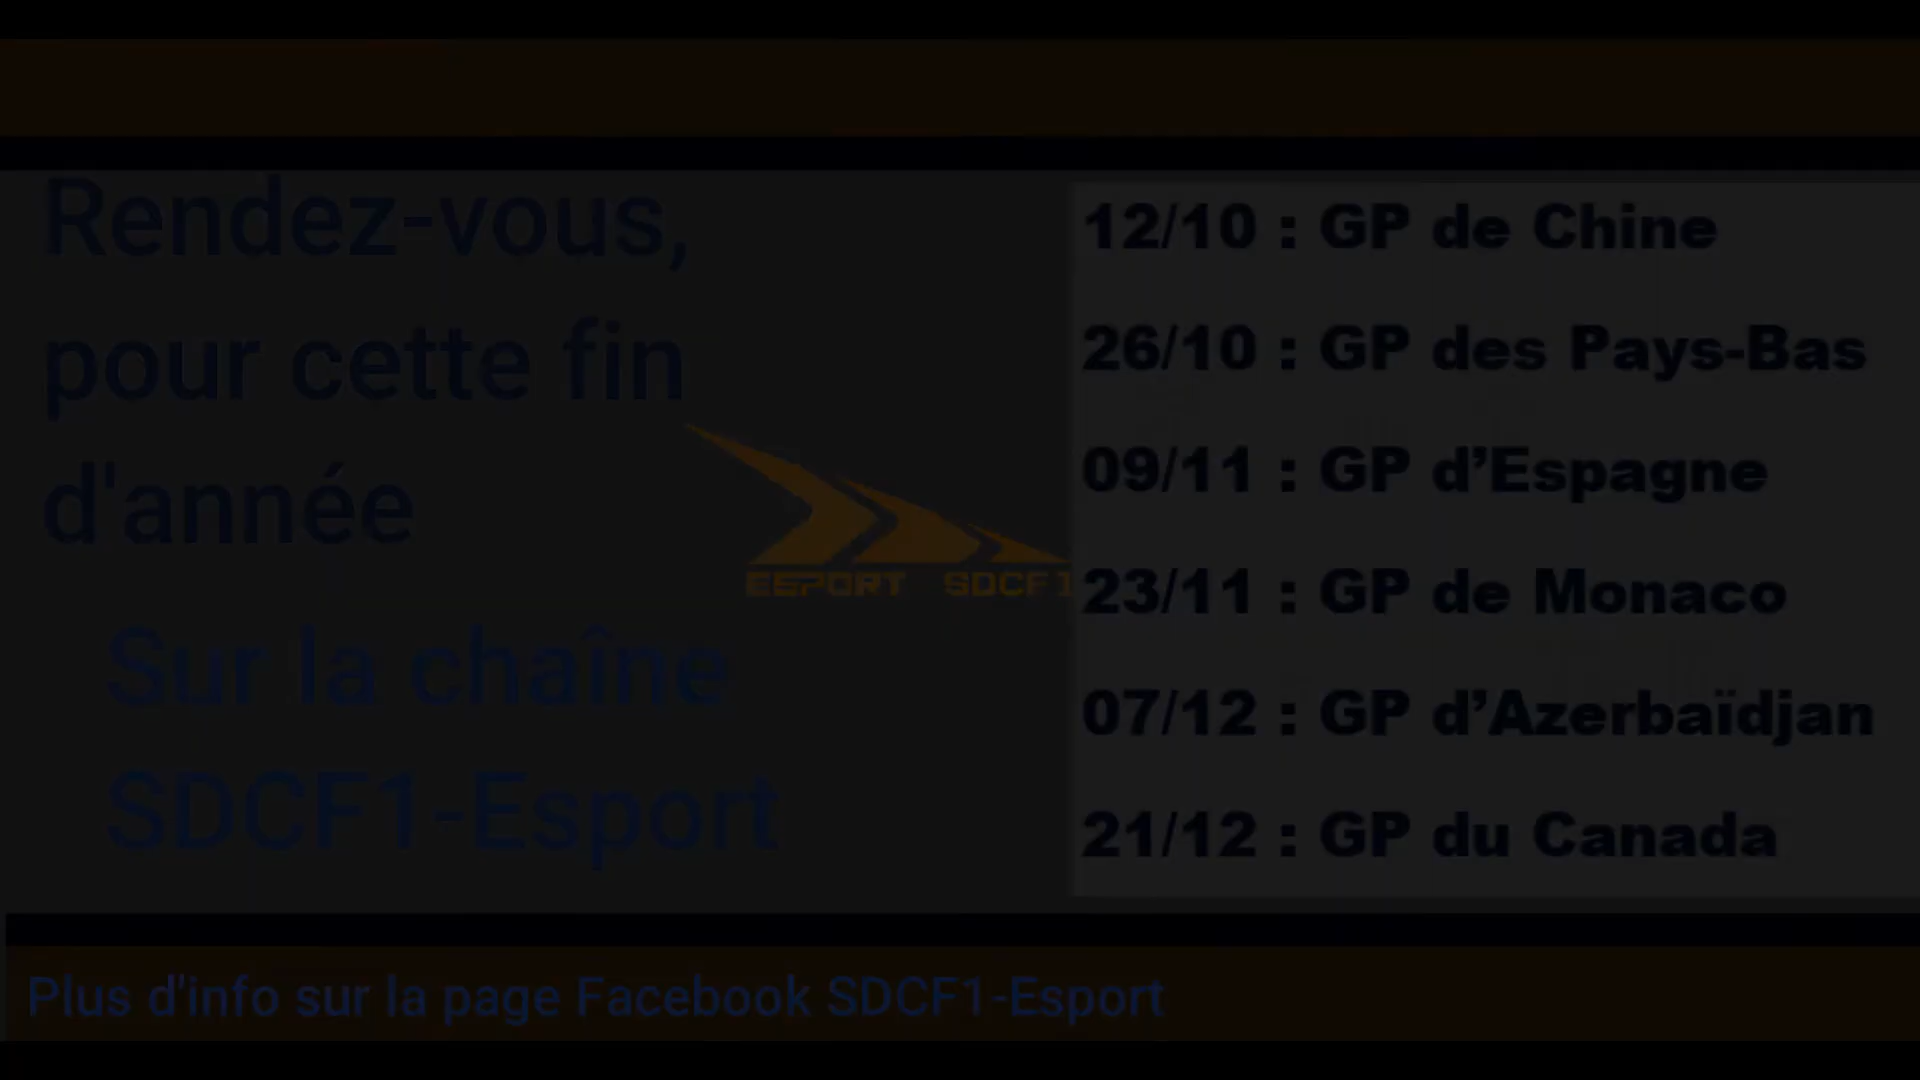 Rendez-vous,
pour cette fin
d'année
Sur la chaîne
SDCF1-Esport
ESPORT SDCF1
12/10 : GP de Chine
26/10 : GP des Pays-Bas
09/11 : GP d’Espagne
23/11 : GP de Monaco
07/12 : GP d’Azerbaïdjan
21/12 : GP du Canada
Plus d'info sur la page Facebook SDCF1-Esport